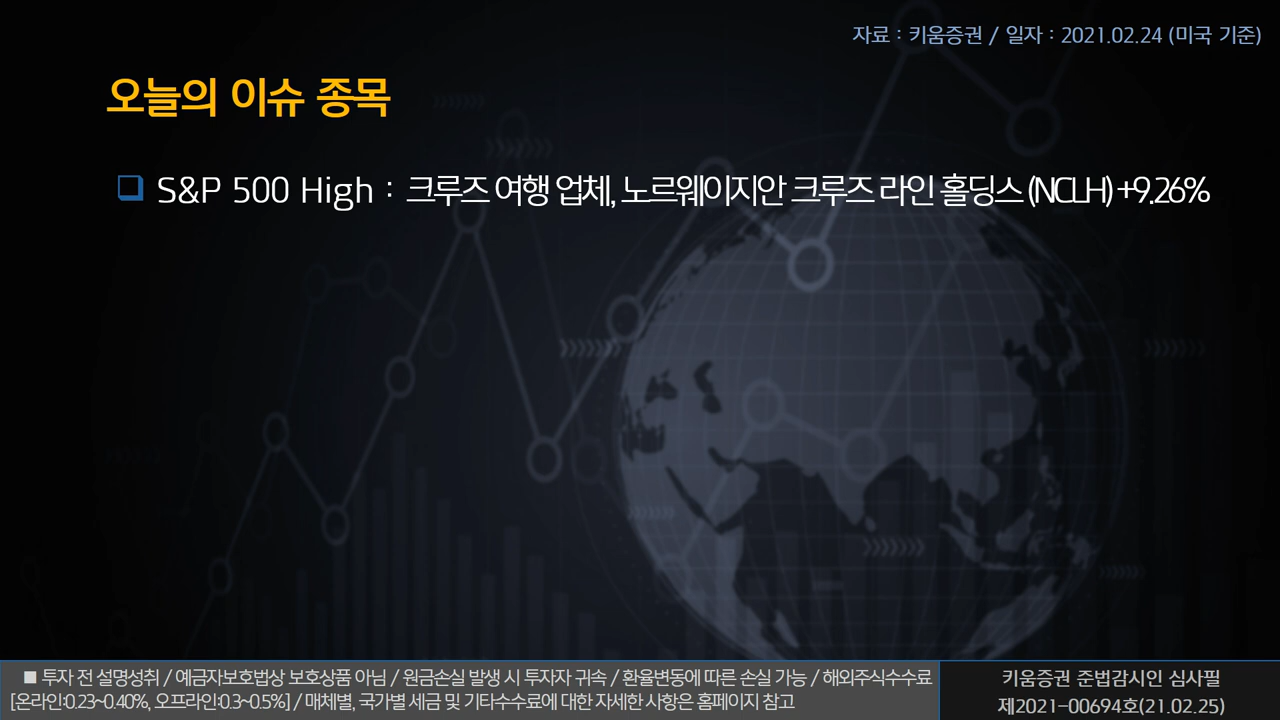 자료 : 키움증권 / 일자 : 2021.02.24 (미국 기준)
오늘의 이슈 종목
❑ S&P 500 High : 크루즈 여행 업체, 노르웨이지안 크루즈 라인 홀딩스 (NCLH) +9.26%
■ 투자 전 설명성취 / 예금자보호법상 보호상품 아님 / 원금손실 발생 시 투자자 귀속 / 환율변동에 따른 손실 가능 / 해외주식수수료
[온라인:0.23~0.40%, 오프라인:0.3~0.5%] / 매체별, 국가별 세금 및 기타수수료에 대한 자세한 사항은 홈페이지 참고
키움증권 준법감시인 심사필
제2021-00694호(21.02.25)